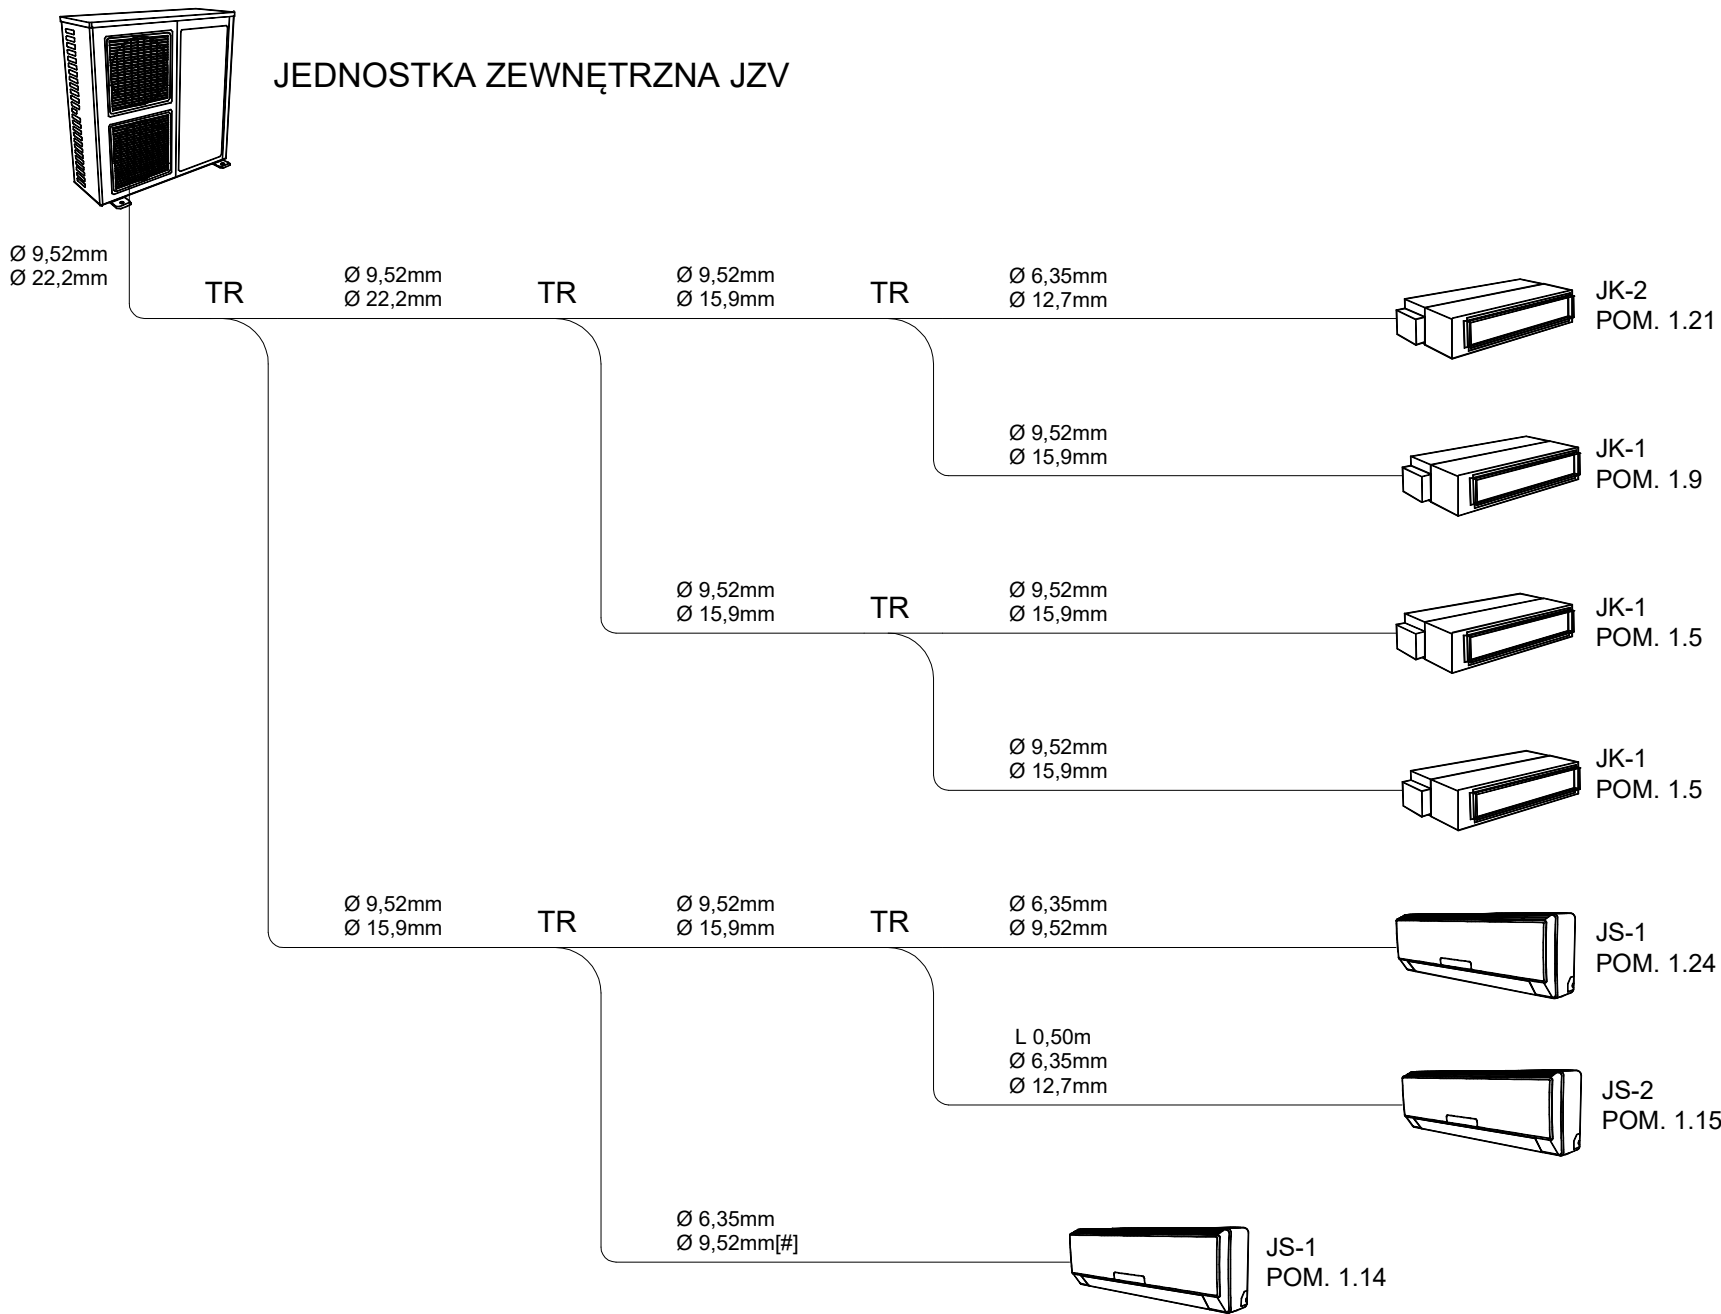 JEDNOSTKA ZEWNĘTRZNA JZV
Ø 9,52mm
Ø 22,2mm
TR
Ø 9,52mm
Ø 22,2mm
TR
Ø 9,52mm
Ø 15,9mm
TR
Ø 6,35mm
Ø 12,7mm
JK-2
POM. 1.21
Ø 9,52mm
Ø 15,9mm
JK-1
POM. 1.9
Ø 9,52mm
Ø 15,9mm
TR
Ø 9,52mm
Ø 15,9mm
JK-1
POM. 1.5
Ø 9,52mm
Ø 15,9mm
JK-1
POM. 1.5
Ø 9,52mm
Ø 15,9mm
TR
Ø 9,52mm
Ø 15,9mm
TR
Ø 6,35mm
Ø 9,52mm
JS-1
POM. 1.24
L 0,50m
Ø 6,35mm
Ø 12,7mm
JS-2
POM. 1.15
Ø 6,35mm
Ø 9,52mm[#]
JS-1
POM. 1.14